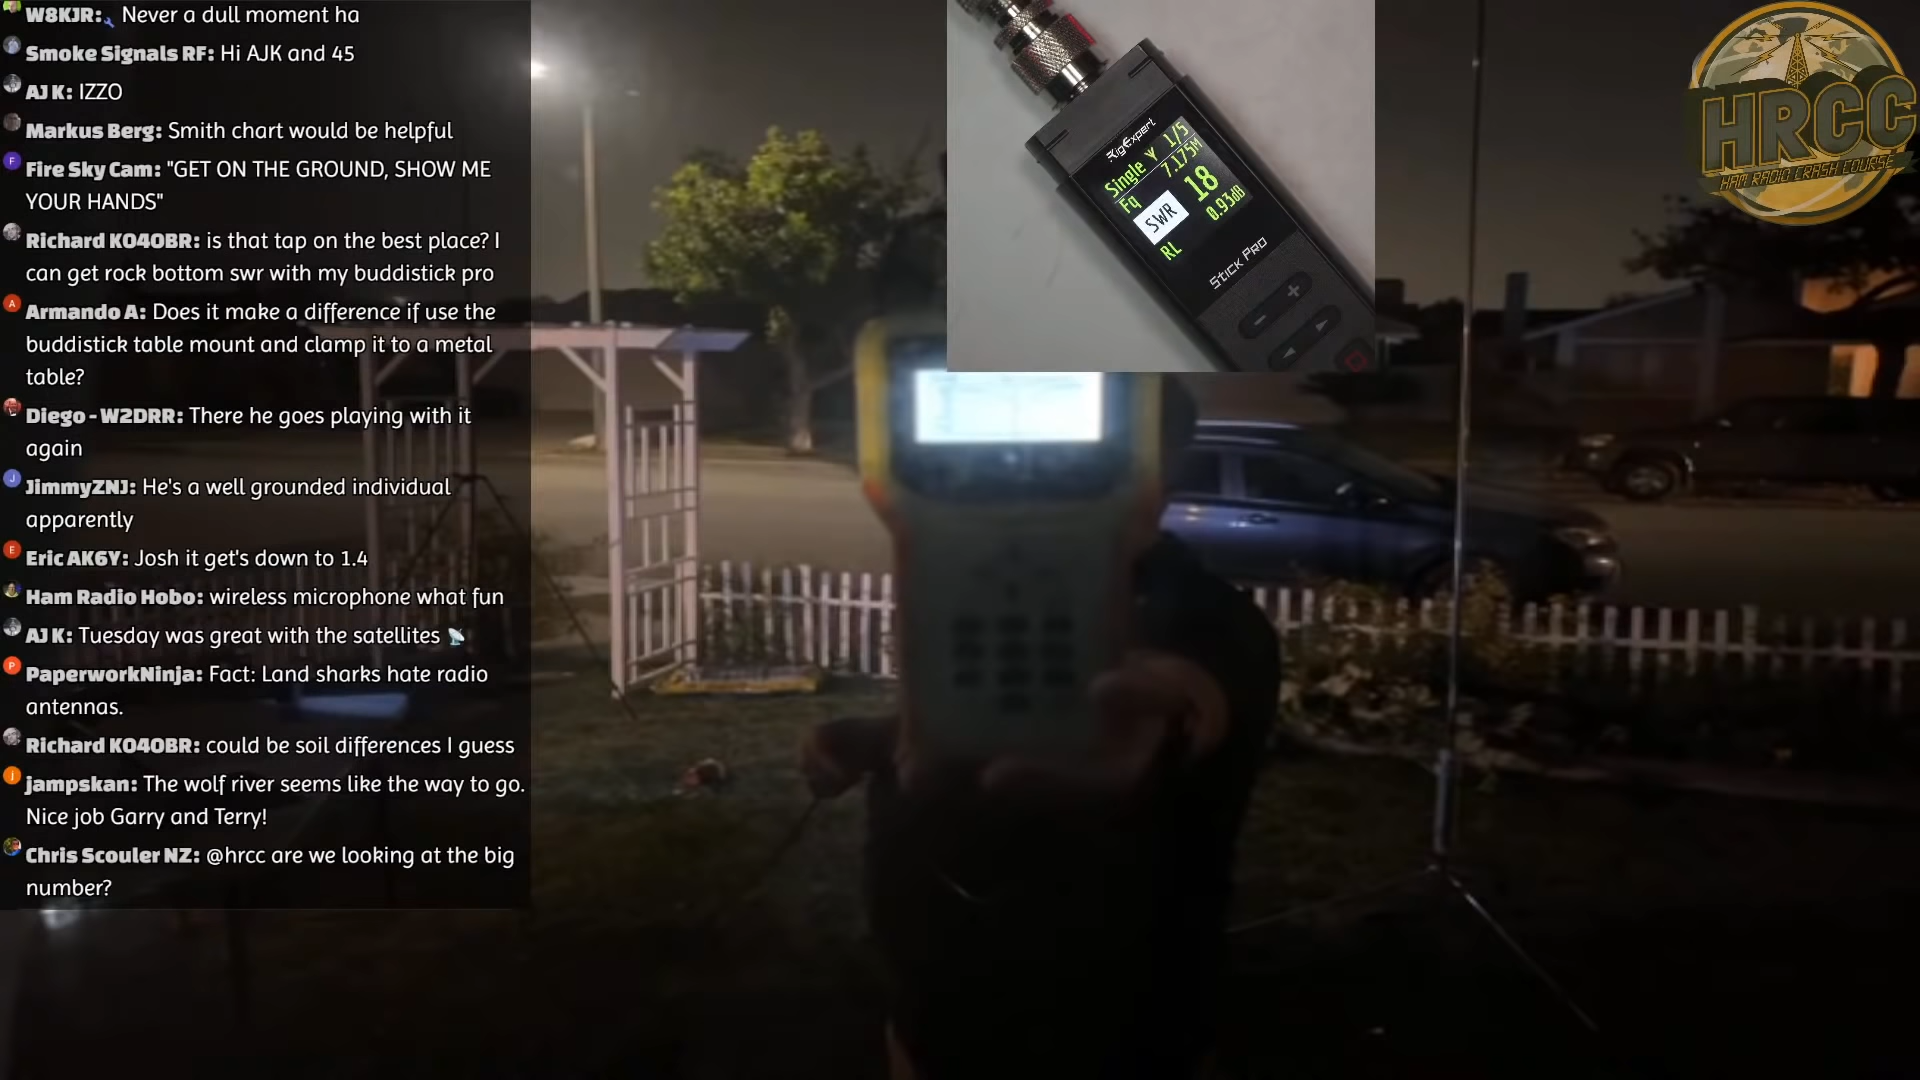 W8KJR: Never a dull moment ha
Smoke Signals RF: Hi AJK and 45
AJ K: IZZO
Markus Berg: Smith chart would be helpful
Fire Sky Cam: "GET ON THE GROUND, SHOW ME
YOUR HANDS"
Richard KO4OBR: is that tap on the best place? I
can get rock bottom swr with my buddistick pro
Armando A: Does it make a difference if use the
buddistick table mount and clamp it to a metal
table?
Diego - W2DRR: There he goes playing with it
again
JimmyZNJ: He's a well grounded individual
apparently
Eric AK6Y: Josh it get's down to 1.4
Ham Radio Hobo: wireless microphone what fun
AJ K: Tuesday was great with the satellites 📡
PaperworkNinja: Fact: Land sharks hate radio
antennas.
Richard KO4OBR: could be soil differences I guess
jampskan: The wolf river seems like the way to go.
Nice job Garry and Terry!
Chris Scouler NZ: @hrcc are we looking at the big
number?
RigExpert
Single Y 1/5
Fq 7.175M
SWR 18
RL 0.93dB
Stick Pro
HRCC
HAM RADIO CRASH COURSE